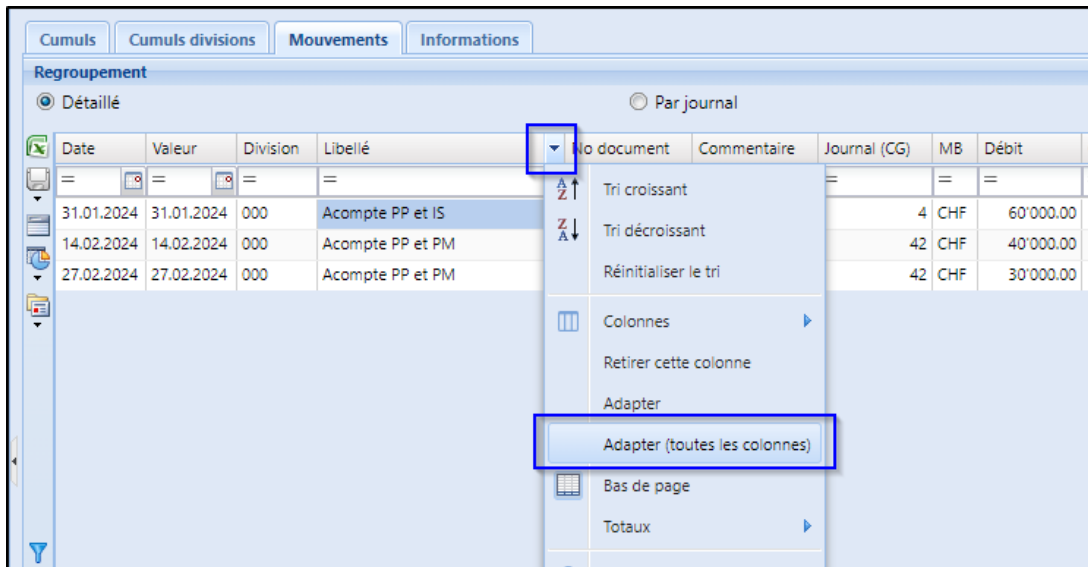 Cumuls Cumuls divisions Mouvements Informations
Regroupement
Détaillé Par journal
Date Valeur Division Libellé No document Commentaire Journal (CG) MB Débit
= = = = = = =
31.01.2024 31.01.2024 000 Acompte PP et IS 4 CHF 60'000.00
14.02.2024 14.02.2024 000 Acompte PP et PM 42 CHF 40'000.00
27.02.2024 27.02.2024 000 Acompte PP et PM 42 CHF 30'000.00
Tri croissant
Tri décroissant
Réinitialiser le tri
Colonnes
Retirer cette colonne
Adapter
Adapter (toutes les colonnes)
Bas de page
Totaux